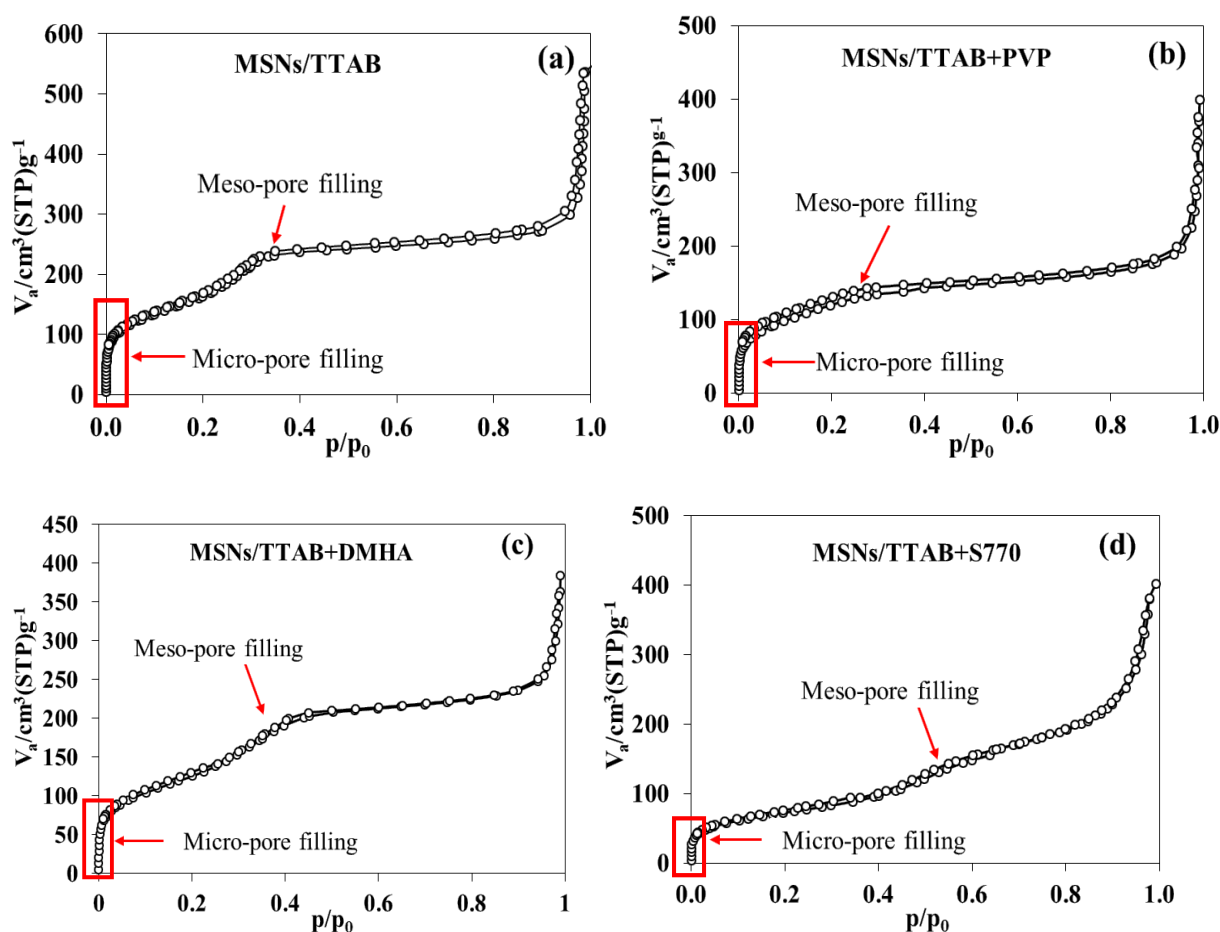 MSNs/TTAB
(a)
600
500
400
300
200
100
0
Va/cm³(STP)g⁻¹
Meso-pore filling
Micro-pore filling
0.0 0.2 0.4 0.6 0.8 1.0
p/p₀
MSNs/TTAB+PVP
(b)
500
400
300
200
100
0
Va/cm³(STP)g⁻¹
Meso-pore filling
Micro-pore filling
0.0 0.2 0.4 0.6 0.8 1.0
p/p₀
MSNs/TTAB+DMHA
(c)
450
400
350
300
250
200
150
100
50
0
Va/cm³(STP)g⁻¹
Meso-pore filling
Micro-pore filling
0 0.2 0.4 0.6 0.8 1
p/p₀
MSNs/TTAB+S770
(d)
500
400
300
200
100
0
Va/cm³(STP)g⁻¹
Meso-pore filling
Micro-pore filling
0.0 0.2 0.4 0.6 0.8 1.0
p/p₀